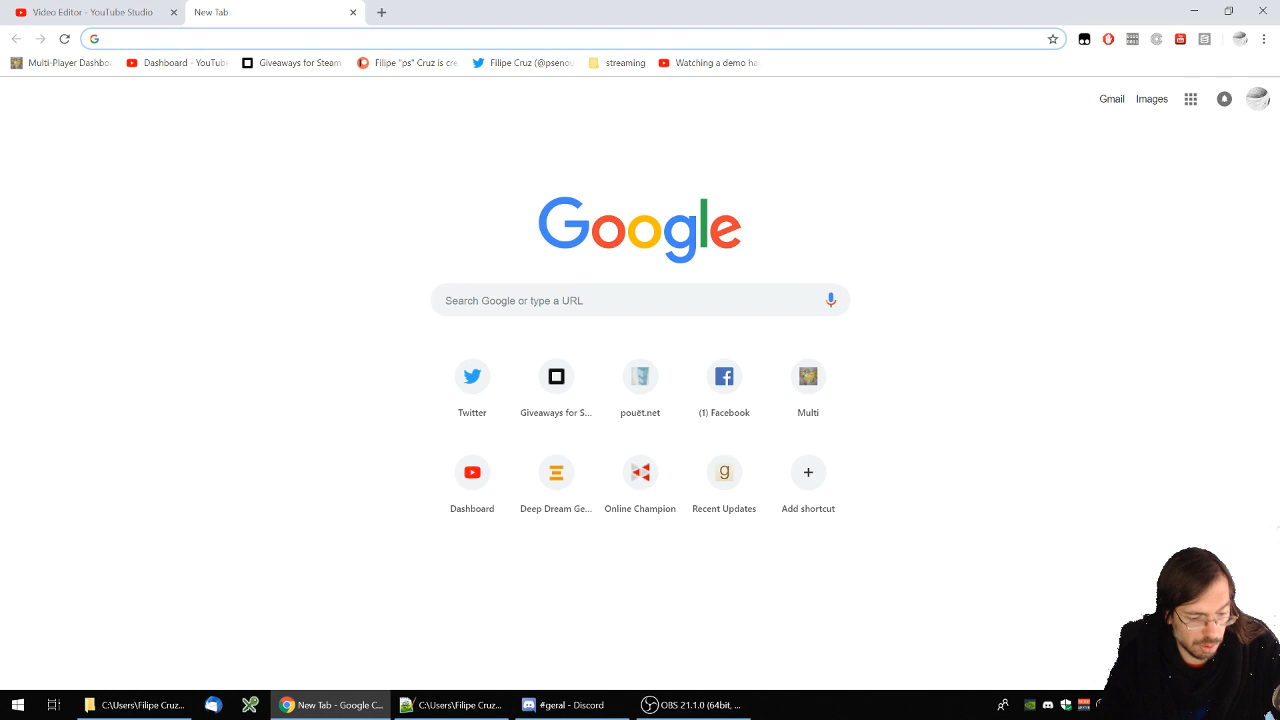 Video Editor - YouTube Studio
New Tab
Multi-Player Dashbo
Dashboard - YouTub
Giveaways for Steam
Filipe "ps" Cruz is cre
Filipe Cruz (@psenou
streaming
Watching a demo ha
Gmail
Images
Google
Search Google or type a URL
Twitter
Giveaways for S...
pouët.net
(1) Facebook
Multi
Dashboard
Deep Dream Ge...
Online Champion
Recent Updates
Add shortcut
C:\Users\Filipe Cruz...
New Tab - Google C...
C:\Users\Filipe Cruz...
#geral - Discord
OBS 21.1.0 (64bit, ...